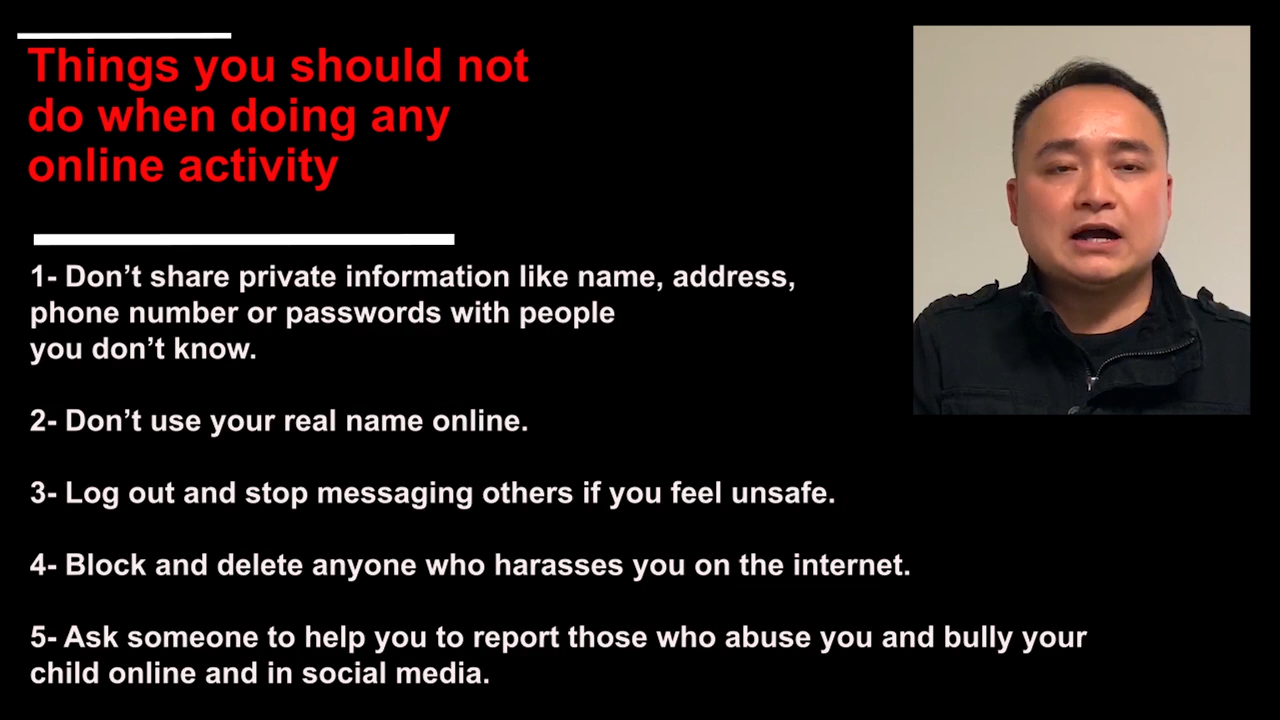 Things you should not
do when doing any
online activity
1- Don’t share private information like name, address,
phone number or passwords with people
you don’t know.
2- Don’t use your real name online.
3- Log out and stop messaging others if you feel unsafe.
4- Block and delete anyone who harasses you on the internet.
5- Ask someone to help you to report those who abuse you and bully your
child online and in social media.